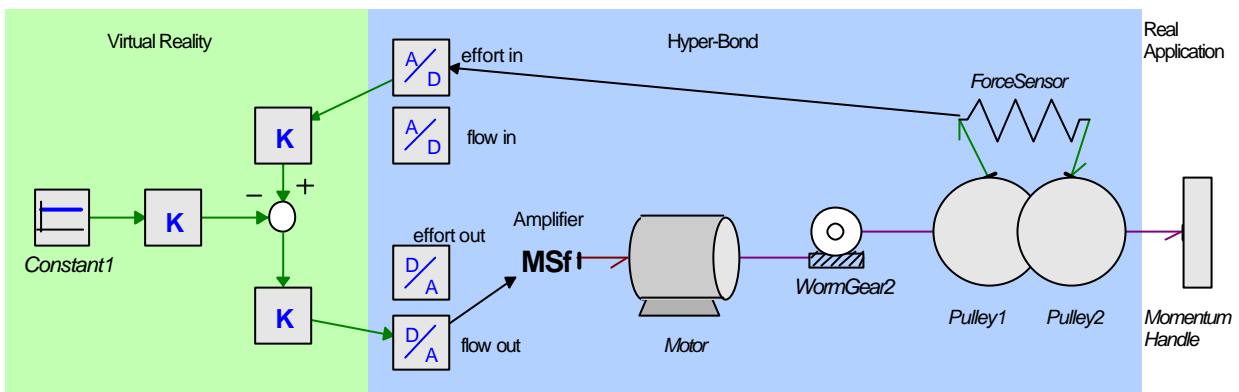 Virtual Reality
Hyper-Bond
Real
Application
A/D
effort in
ForceSensor
K
A/D
flow in
−
+
K
Constant1
effort out
D/A
Amplifier
MSf
WormGear2
K
D/A
flow out
Motor
Pulley1
Pulley2
Momentum
Handle